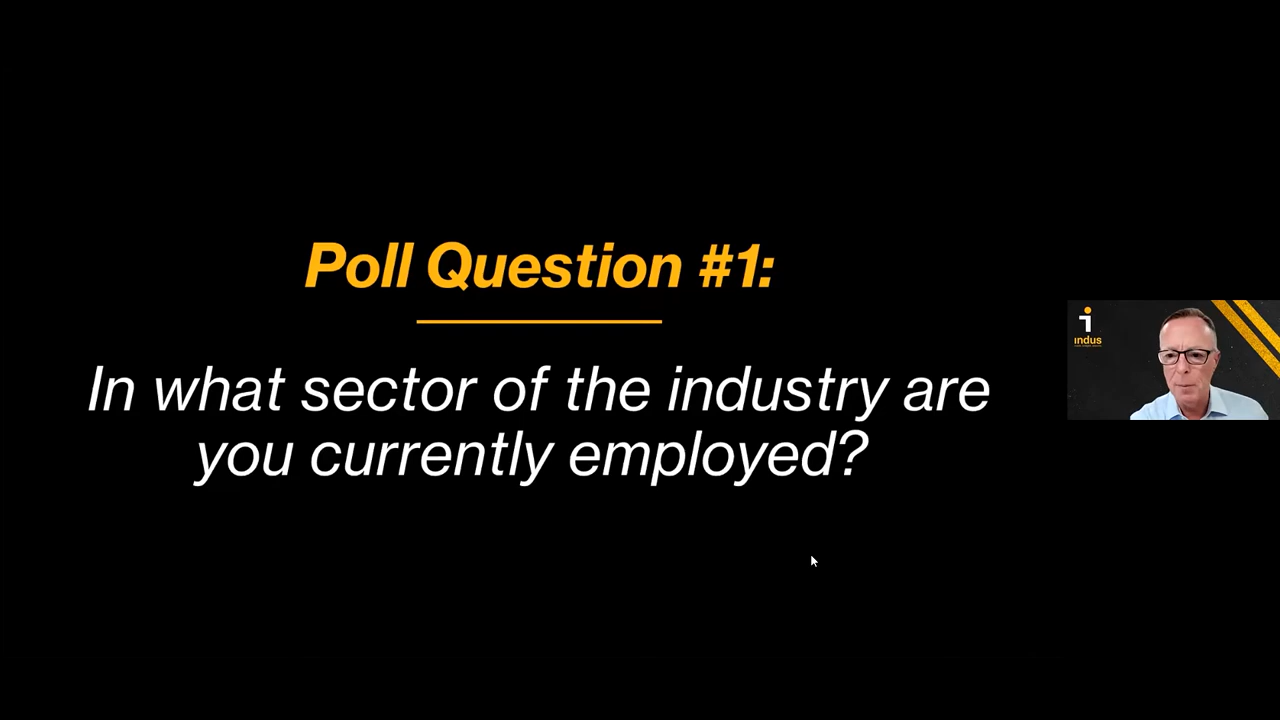 Poll Question #1:
In what sector of the industry are
you currently employed?
indus